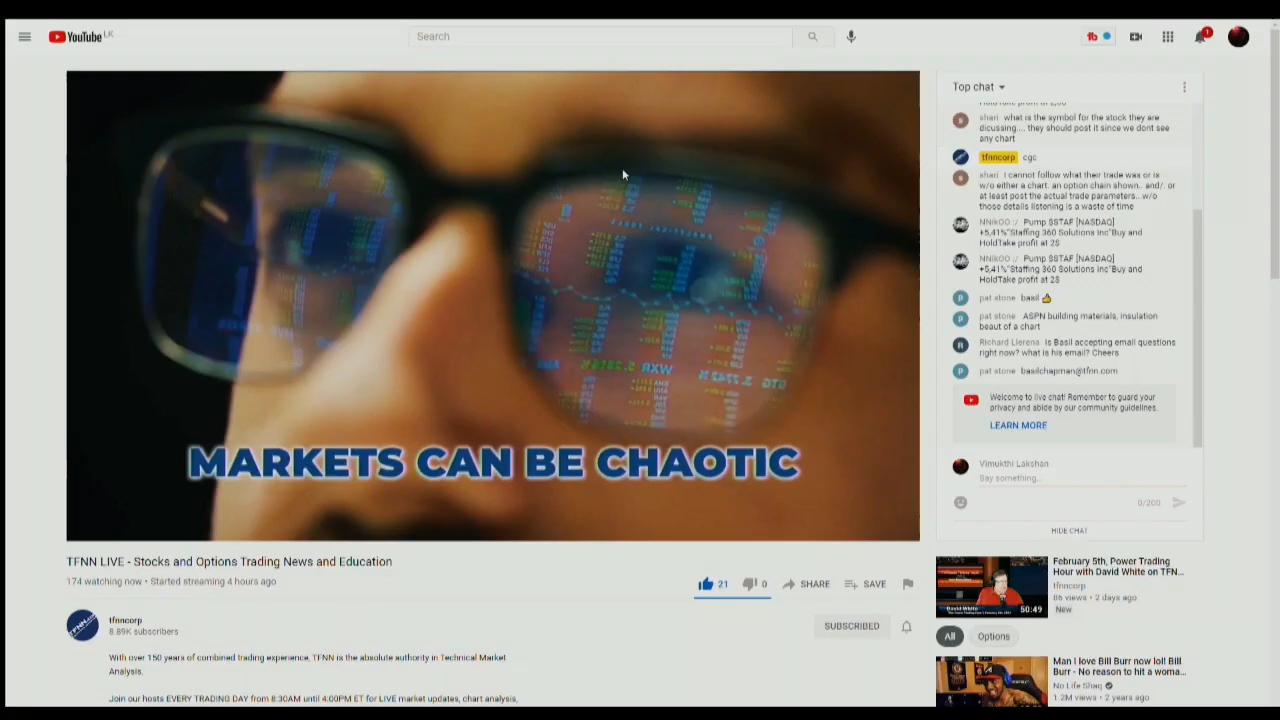 YouTube LK
Search
1
Top chat
shari what is the symbol for the stock they are
dicussing.... they should post it since we dont see
any chart
tfnncorp cgc
shari I cannot follow what their trade was or is
w/o either a chart. an option chain shown.. and/. or
at least post the actual trade parameters...w/o
those details listening is a waste of time
NNikOO :/ Pump $STAF [NASDAQ]
+5,41%"Staffing 360 Solutions Inc"Buy and
HoldTake profit at 2$
NNikOO :/ Pump $STAF [NASDAQ]
+5,41%"Staffing 360 Solutions Inc"Buy and
HoldTake profit at 2$
pat stone basil 👍
pat stone ASPN building materials, insulation
beaut of a chart
Richard Llerena Is Basil accepting email questions
right now? what is his email? Cheers
pat stone basilchapman@tfnn.com
Welcome to live chat! Remember to guard your
privacy and abide by our community guidelines.
LEARN MORE
Vimukthi Lakshan
Say something...
0/200
HIDE CHAT
MARKETS CAN BE CHAOTIC
TFNN LIVE - Stocks and Options Trading News and Education
174 watching now • Started streaming 4 hours ago
21 0 SHARE SAVE
tfnncorp
8.89K subscribers
SUBSCRIBED
With over 150 years of combined trading experience, TFNN is the absolute authority in Technical Market
Analysis.
Join our hosts EVERY TRADING DAY from 8:30AM until 4:00PM ET for LIVE market updates, chart analysis,
February 5th, Power Trading
Hour with David White on TFN...
tfnncorp
86 views • 2 days ago
New
David White
50:49
All Options
Man I love Bill Burr now lol! Bill
Burr - No reason to hit a woma...
No Life Shaq
1.2M views • 2 years ago